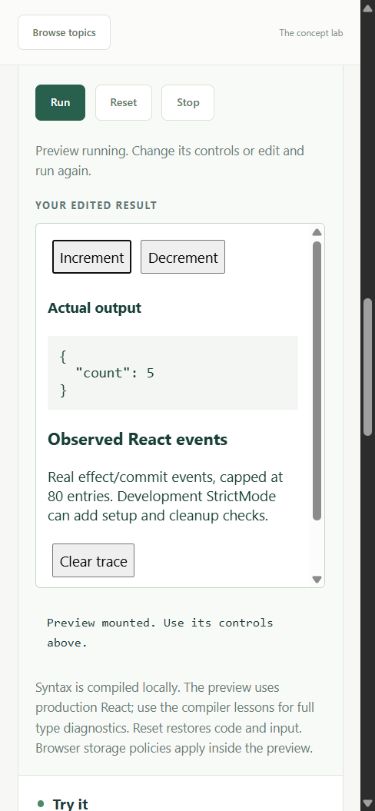 Browse topics
The concept lab
Run
Reset
Stop
Preview running. Change its controls or edit and
run again.
YOUR EDITED RESULT
Increment
Decrement
Actual output
{
"count": 5
}
Observed React events
Real effect/commit events, capped at
80 entries. Development StrictMode
can add setup and cleanup checks.
Clear trace
Preview mounted. Use its controls
above.
Syntax is compiled locally. The preview uses
production React; use the compiler lessons for full
type diagnostics. Reset restores code and input.
Browser storage policies apply inside the preview.
Try it